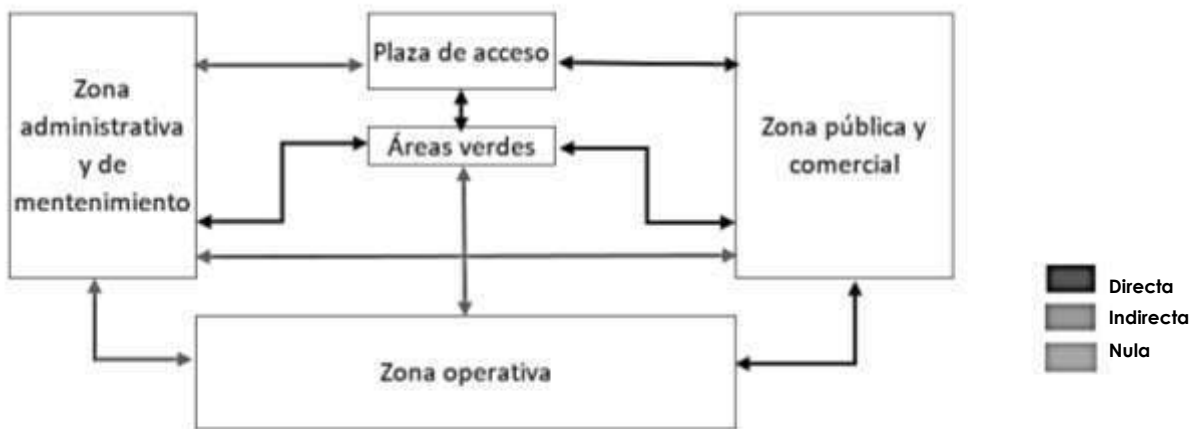 Plaza de acceso
Zona
administrativa
y de
mentenimiento
Áreas verdes
Zona pública y
comercial
Zona operativa
Directa
Indirecta
Nula